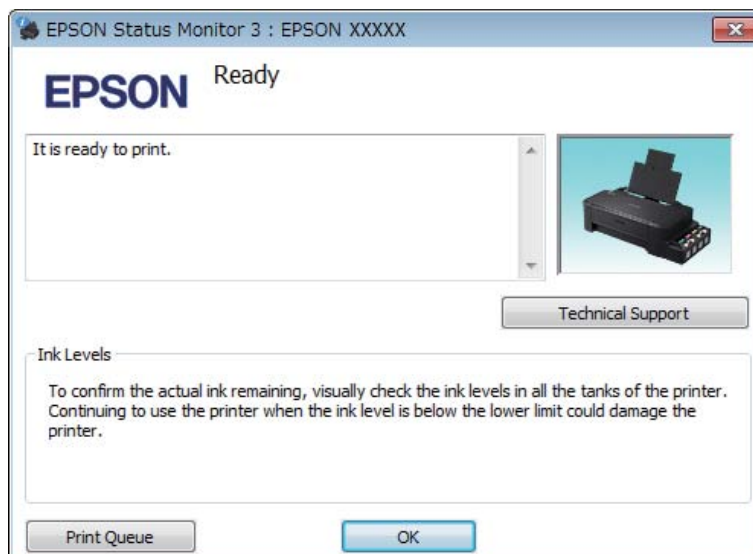 EPSON Status Monitor 3 : EPSON XXXXX
EPSON
Ready
It is ready to print.
Technical Support
Ink Levels
To confirm the actual ink remaining, visually check the ink levels in all the tanks of the printer.
Continuing to use the printer when the ink level is below the lower limit could damage the
printer.
Print Queue
OK